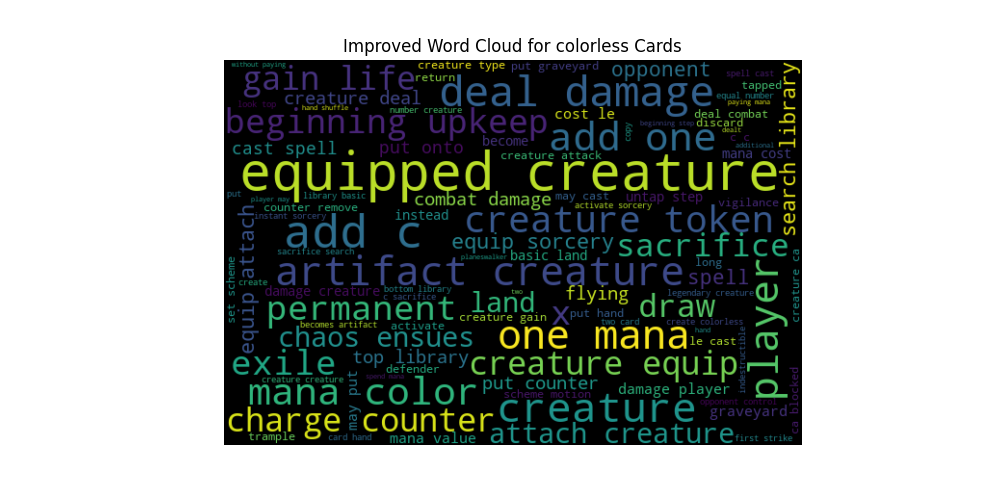 Improved Word Cloud for colorless Cards
without paying
creature type
put graveyard
opponent
spell cast
gain life
return
deal damage
tapped
creature deal
look top
equal number
paying mana
hand shuffle
number creature
cost le
deal combat
discard
beginning upkeep
add one
copy
beginning step
dealt
c c
additional
search library
cast spell
put onto
become
creature attack
mana cost
equipped creature
put
player may
library basic
combat damage
may cast
untap step
vigilance
counter remove
activate sorcery
instant sorcery
instead
creature token
add c
equip sorcery
sacrifice
sacrifice search
planeswalker
basic land
long
equip attach
artifact creature
spell
creature ca
set scheme
create
damage creature
bottom library
c sacrifice
two
flying
legendary creature
permanent
land
draw
player
creature gain
x
put hand
becomes artifact
activate
two card
create colorless
hand
chaos ensues
one mana
le cast
indestructible
exile
top library
creature equip
defender
creature creature
spend mana
put counter
damage player
mana color
may put
scheme motion
opponent control
ca blocked
charge counter
creature
graveyard
attach creature
trample
card hand
mana value
first strike